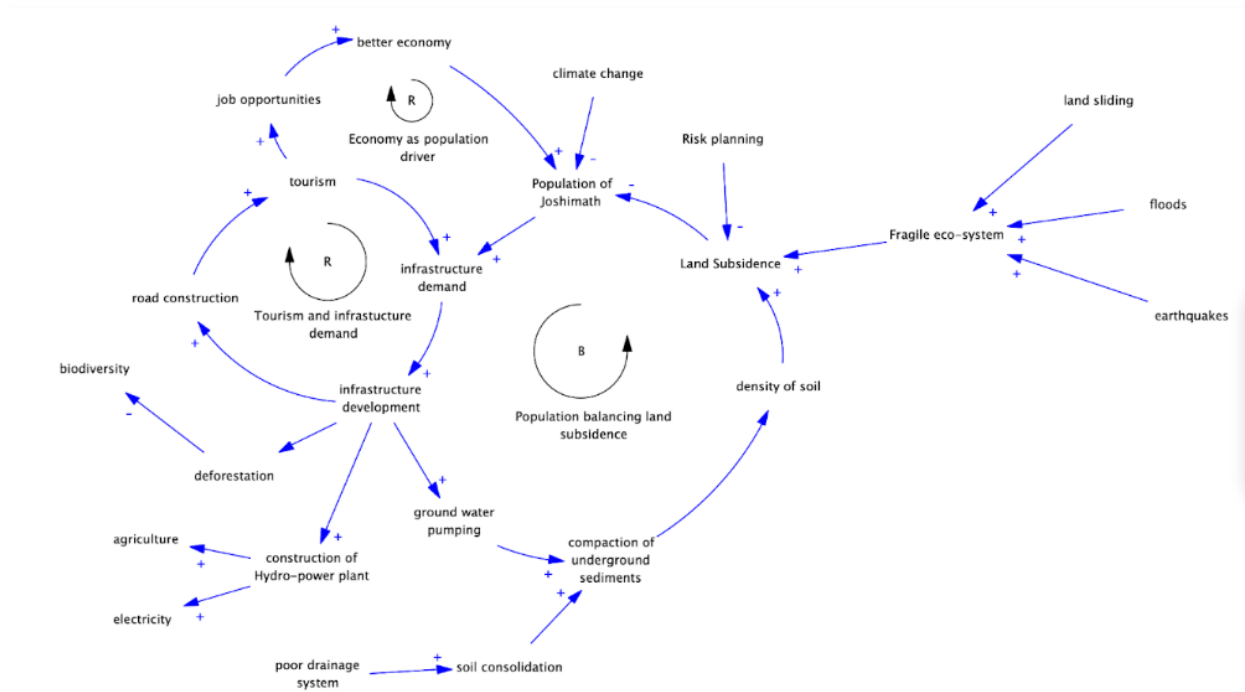 +
better economy
climate change
job opportunities
R
land sliding
Economy as population
driver
+
Risk planning
+
-
tourism
Population of
Joshimath
-
+
floods
+
+
-
Fragile eco-system
+
R
infrastructure
demand
+
Land Subsidence
+
+
+
road construction
Tourism and infrastucture
demand
earthquakes
+
B
biodiversity
+
density of soil
infrastructure
development
-
Population balancing land
subsidence
deforestation
+
ground water
pumping
agriculture
+
construction of
Hydro-power plant
compaction of
underground
sediments
+
+
+
electricity
+
poor drainage
system
+
soil consolidation